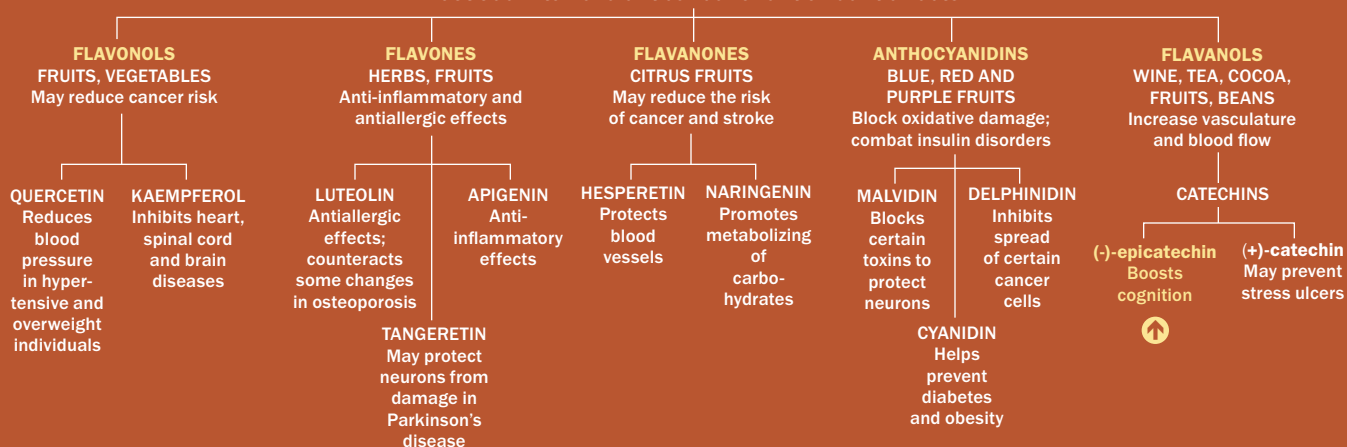 FLAVONOLS
FRUITS, VEGETABLES
May reduce cancer risk
QUERCETIN
Reduces
blood
pressure
in hyper-
tensive and
overweight
individuals
KAEMPFEROL
Inhibits heart,
spinal cord
and brain
diseases
FLAVONES
HERBS, FRUITS
Anti-inflammatory and
antiallergic effects
LUTEOLIN
Antiallergic
effects;
counteracts
some changes
in osteoporosis
APIGENIN
Anti-
inflammatory
effects
TANGERETIN
May protect
neurons from
damage in
Parkinson's
disease
FLAVANONES
CITRUS FRUITS
May reduce the risk
of cancer and stroke
HESPERETIN
Protects
blood
vessels
NARINGENIN
Promotes
metabolizing
of
carbo-
hydrates
ANTHOCYANIDINS
BLUE, RED AND
PURPLE FRUITS
Block oxidative damage;
combat insulin disorders
MALVIDIN
Blocks
certain
toxins to
protect
neurons
DELPHINIDIN
Inhibits
spread
of certain
cancer
cells
CYANIDIN
Helps
prevent
diabetes
and obesity
FLAVANOLS
WINE, TEA, COCOA,
FRUITS, BEANS
Increase vasculature
and blood flow
CATECHINS
(-)-epicatechin
Boosts
cognition
(+)-catechin
May prevent
stress ulcers